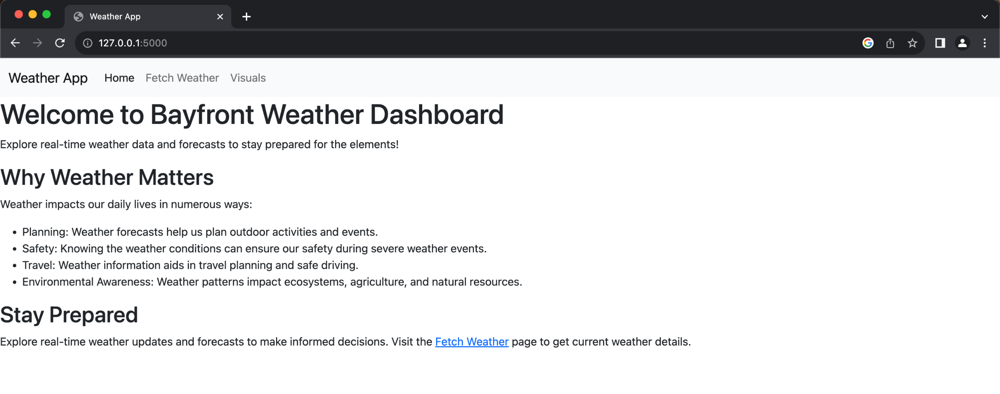 Weather App
127.0.0.1:5000
Weather App Home Fetch Weather Visuals
Welcome to Bayfront Weather Dashboard
Explore real-time weather data and forecasts to stay prepared for the elements!
Why Weather Matters
Weather impacts our daily lives in numerous ways:
• Planning: Weather forecasts help us plan outdoor activities and events.
• Safety: Knowing the weather conditions can ensure our safety during severe weather events.
• Travel: Weather information aids in travel planning and safe driving.
• Environmental Awareness: Weather patterns impact ecosystems, agriculture, and natural resources.
Stay Prepared
Explore real-time weather updates and forecasts to make informed decisions. Visit the Fetch Weather page to get current weather details.